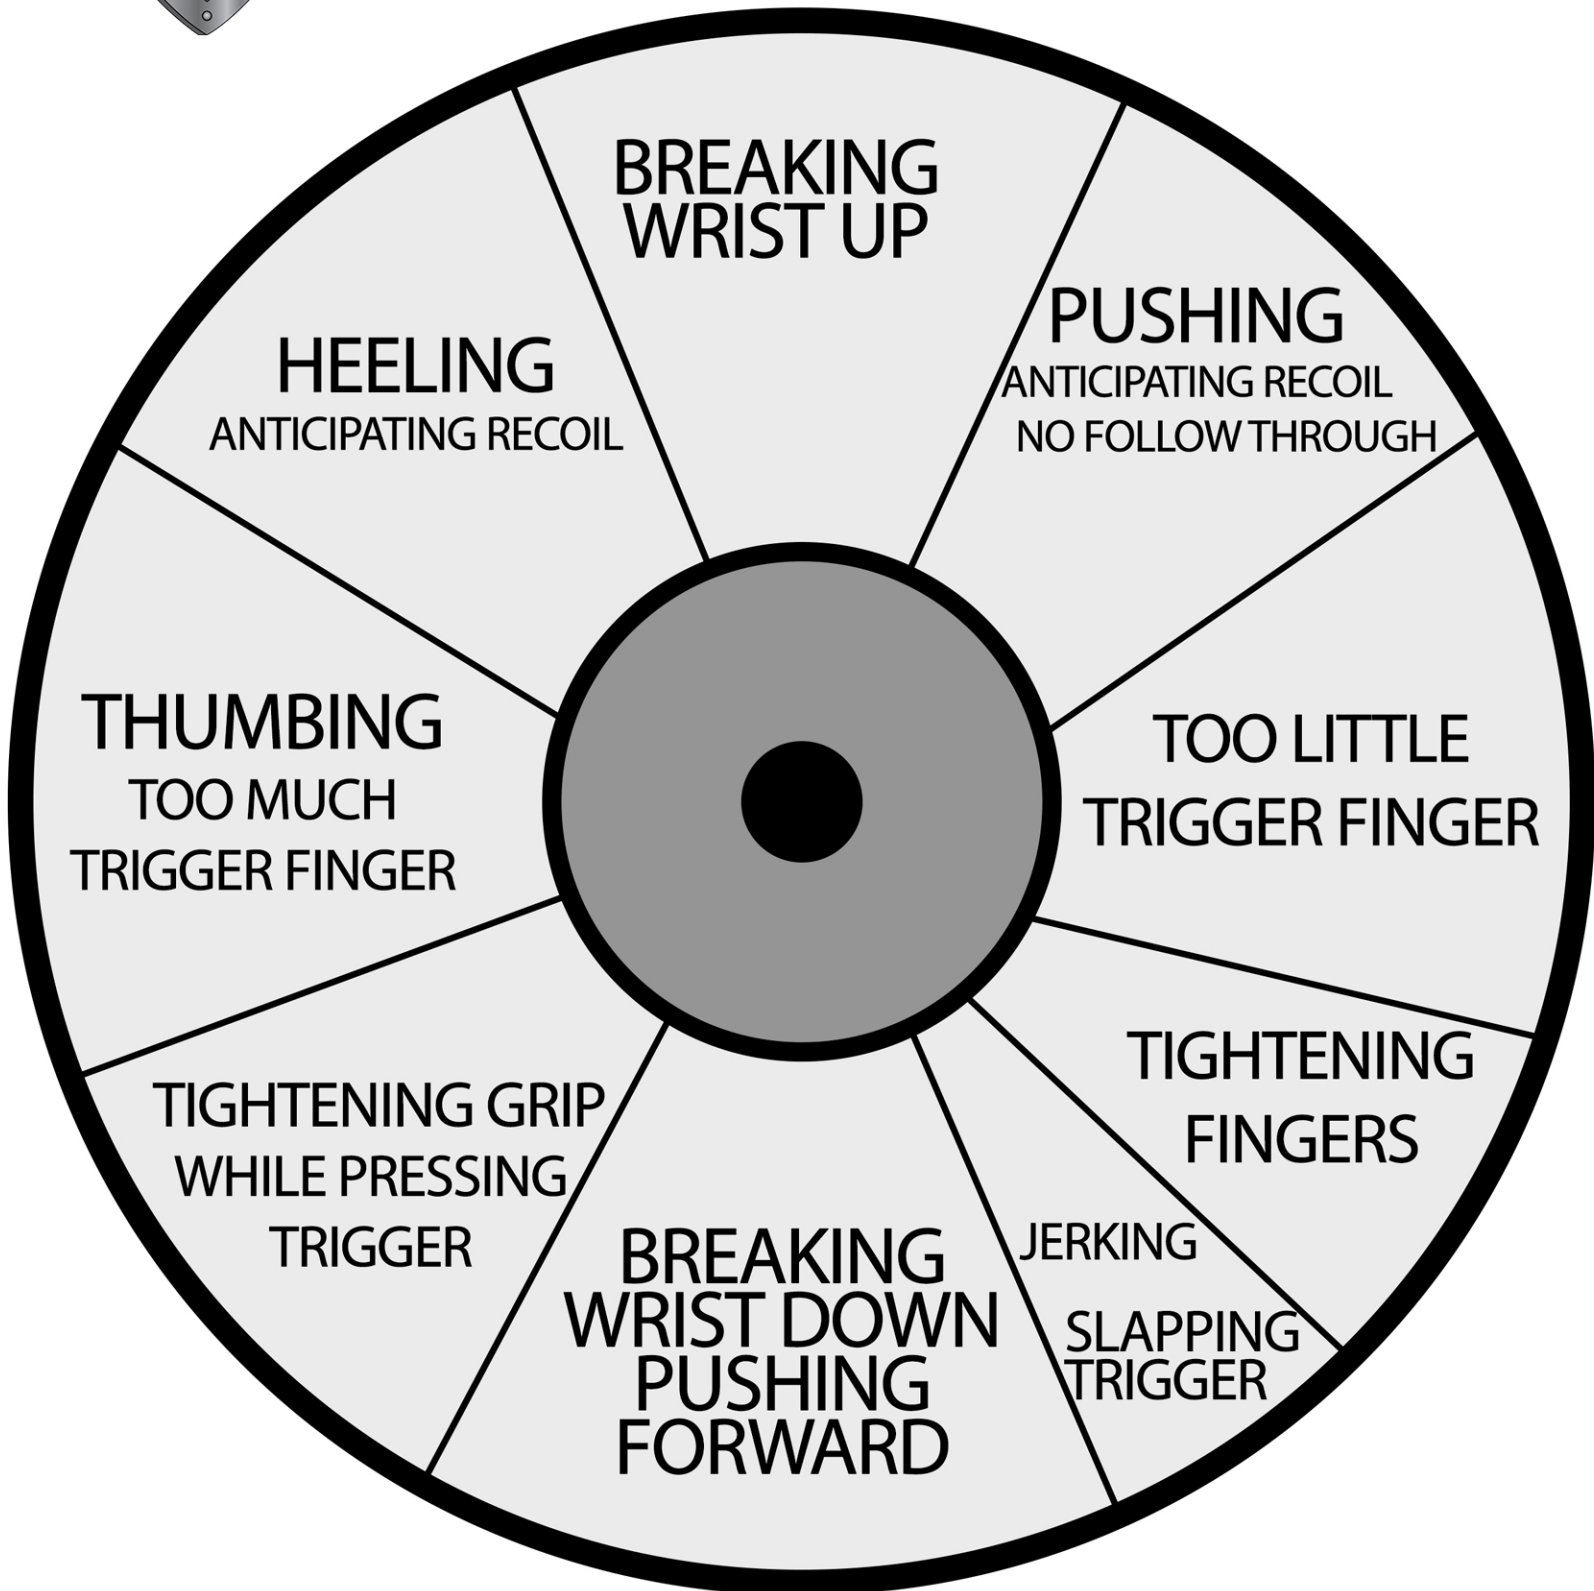 BREAKING
WRIST UP
PUSHING
ANTICIPATING RECOIL
NO FOLLOW THROUGH
HEELING
ANTICIPATING RECOIL
THUMBING
TOO MUCH
TRIGGER FINGER
TOO LITTLE
TRIGGER FINGER
TIGHTENING
FINGERS
TIGHTENING GRIP
WHILE PRESSING
TRIGGER
JERKING
SLAPPING
TRIGGER
BREAKING
WRIST DOWN
PUSHING
FORWARD